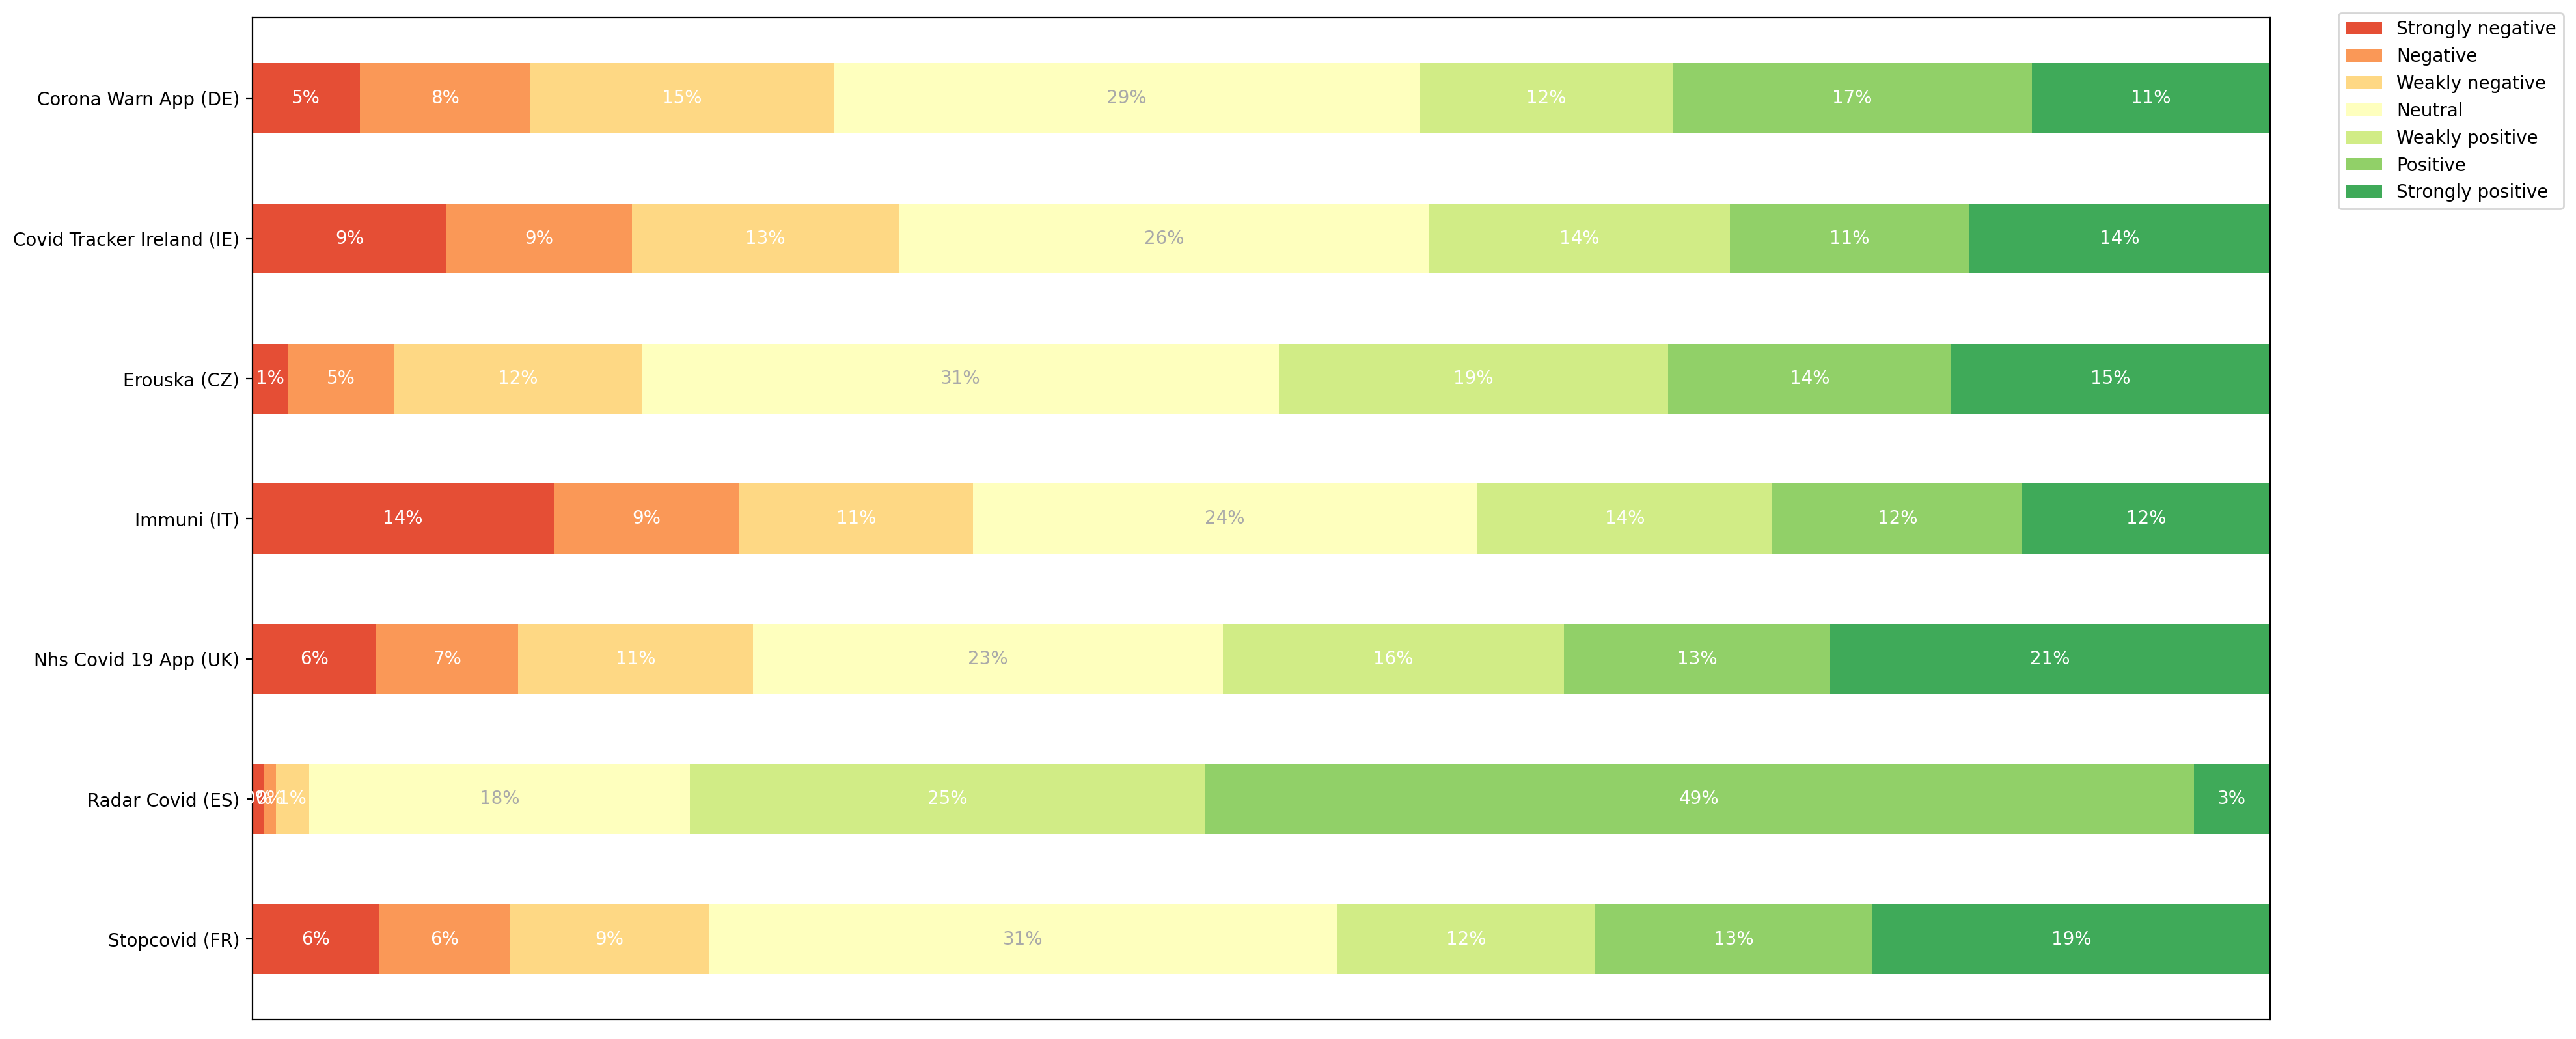 Strongly negative
Negative
Weakly negative
Neutral
Weakly positive
Positive
Strongly positive
Corona Warn App (DE) 5% 8% 15% 29% 12% 17% 11%
Covid Tracker Ireland (IE) 9% 9% 13% 26% 14% 11% 14%
Erouska (CZ) 1% 5% 12% 31% 19% 14% 15%
Immuni (IT) 14% 9% 11% 24% 14% 12% 12%
Nhs Covid 19 App (UK) 6% 7% 11% 23% 16% 13% 21%
Radar Covid (ES) 0% 0% 1% 18% 25% 49% 3%
Stopcovid (FR) 6% 6% 9% 31% 12% 13% 19%